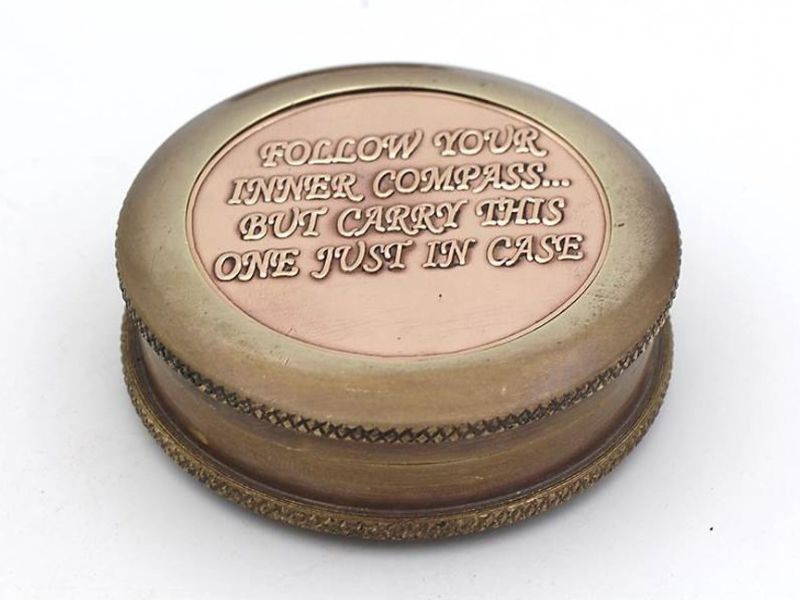 FOLLOW YOUR
INNER COMPASS...
BUT CARRY THIS
ONE JUST IN CASE